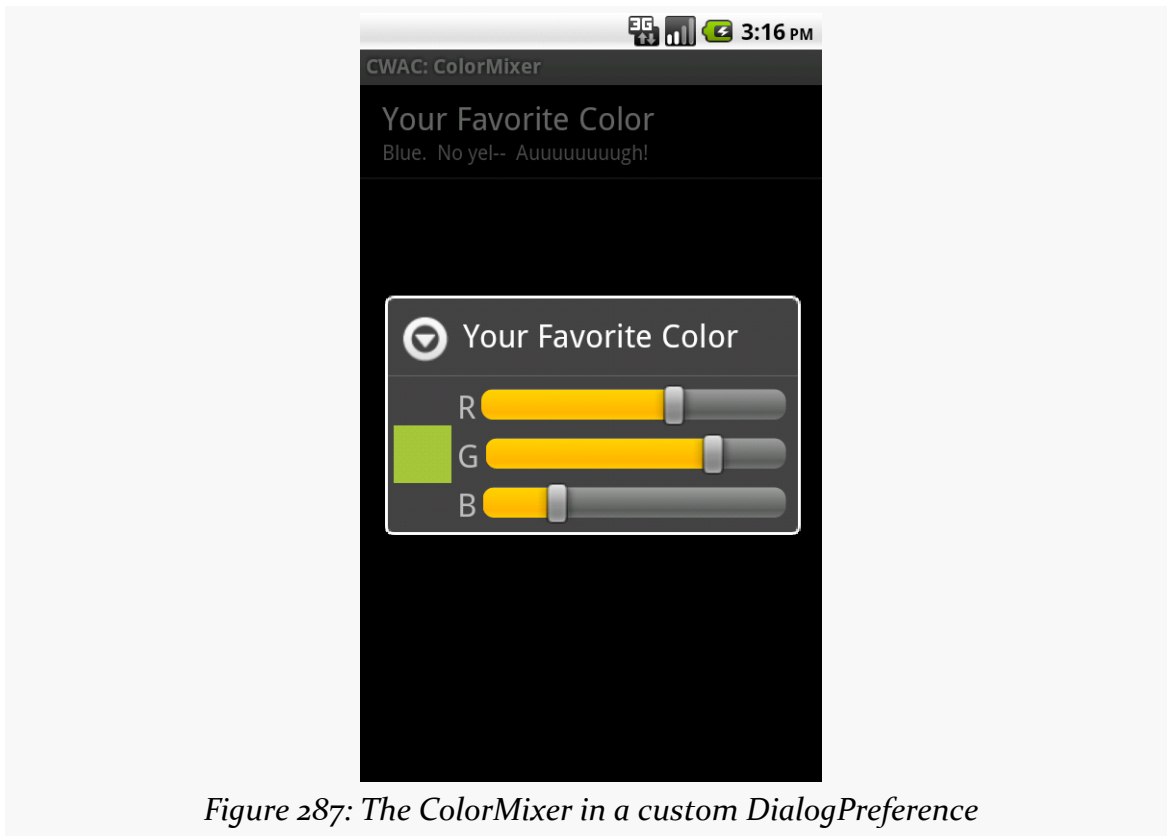 3G 3:16 PM
CWAC: ColorMixer
Your Favorite Color
Blue.  No yel--  Auuuuuuuugh!
Your Favorite Color
R
G
B
Figure 287: The ColorMixer in a custom DialogPreference